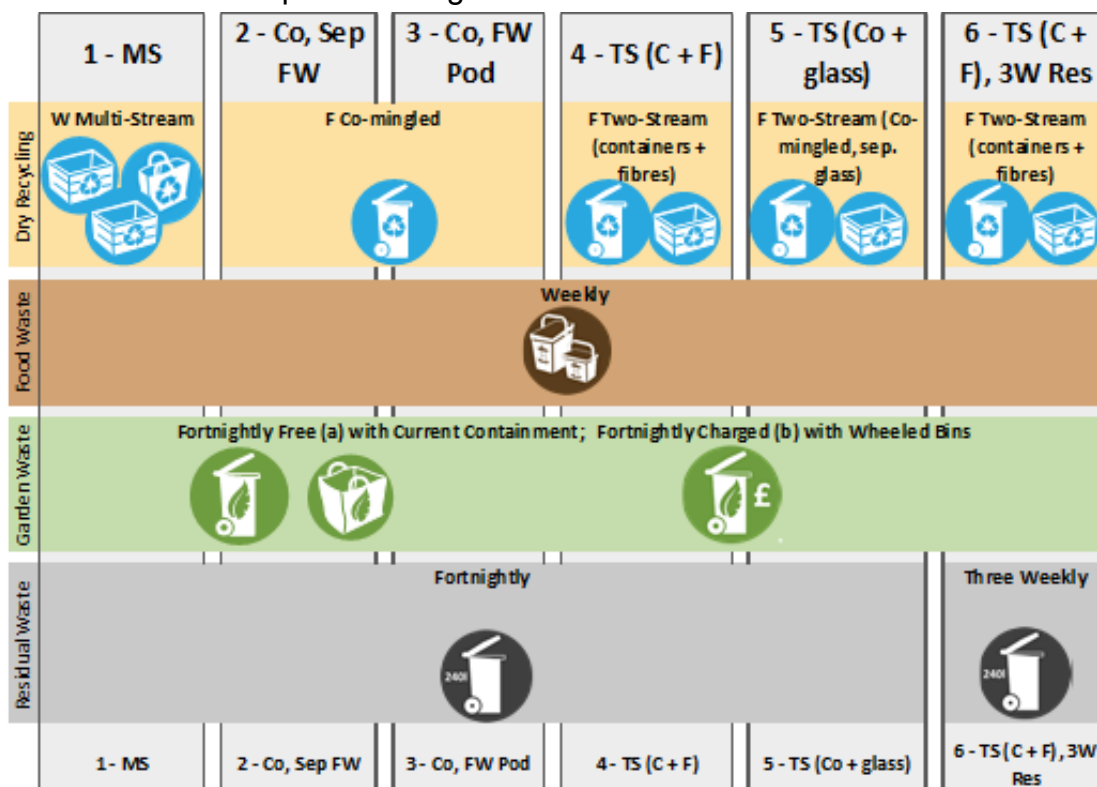 1 - MS
2 - Co, Sep
FW
3 - Co, FW
Pod
4 - TS (C + F)
5 - TS (Co +
glass)
6 - TS (C +
F), 3W Res
Dry Recycling
W Multi-Stream
F Co-mingled
F Two-Stream
(containers +
fibres)
F Two-Stream (Co-
mingled, sep.
glass)
F Two-Stream
(containers +
fibres)
Food Waste
Weekly
Garden Waste
Fortnightly Free (a) with Current Containment; Fortnightly Charged (b) with Wheeled Bins
£
Residual Waste
Fortnightly
240l
Three Weekly
240l
1 - MS
2 - Co, Sep FW
3 - Co, FW Pod
4 - TS (C + F)
5 - TS (Co + glass)
6 - TS (C + F), 3W
Res